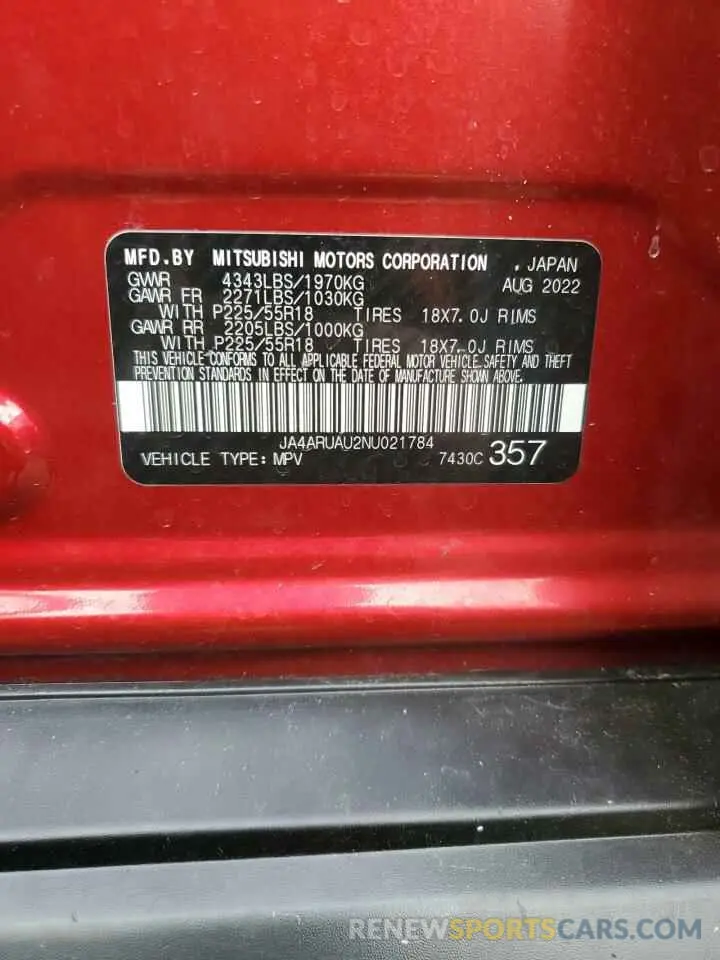 MFD.BY MITSUBISHI MOTORS CORPORATION , JAPAN
GVWR 4343LBS/1970KG AUG 2022
GAWR FR 2271LBS/1030KG
WITH P225/55R18 TIRES 18X7.0J RIMS
GAWR RR 2205LBS/1000KG
WITH P225/55R18 TIRES 18X7.0J RIMS
THIS VEHICLE CONFORMS TO ALL APPLICABLE FEDERAL MOTOR VEHICLE SAFETY AND THEFT
PREVENTION STANDARDS IN EFFECT ON THE DATE OF MANUFACTURE SHOWN ABOVE.
JA4ARUAU2NU021784
VEHICLE TYPE: MPV 7430C 357
RENEWSPORTSCARS.COM